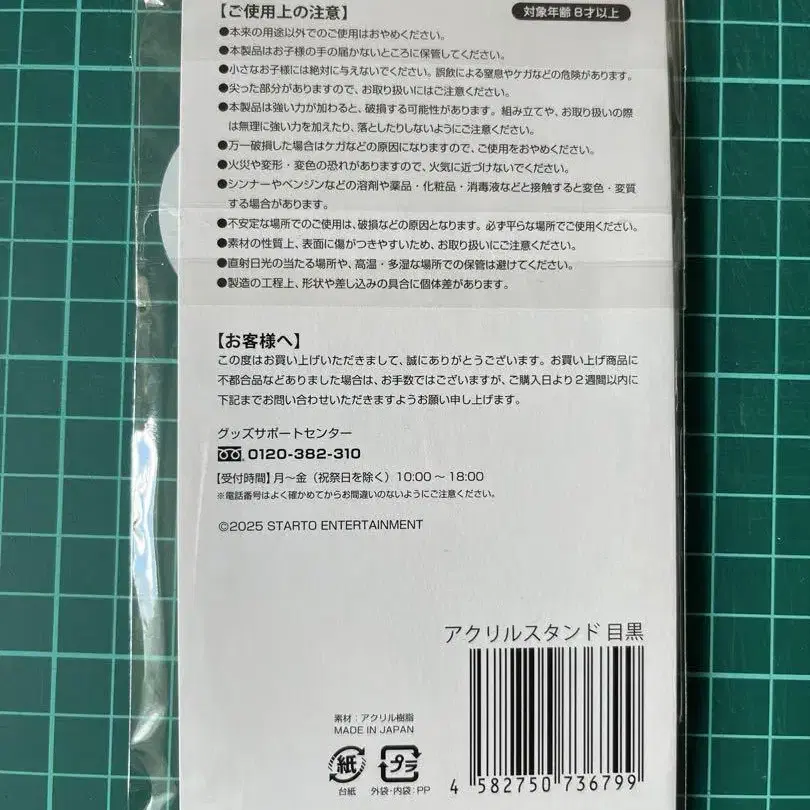 【ご使用上の注意】
対象年齢 8才以上
●本来の用途以外でのご使用はおやめください。
●本製品はお子様の手の届かないところに保管してください。
●小さなお子様には絶対に与えないでください。誤飲による窒息やケガなどの危険があります。
●尖った部分がありますので、お取り扱いにはご注意ください。
●本製品は強い力が加わると、破損する可能性があります。組み立てや、お取り扱いの際
は無理に強い力を加えたり、落としたりしないようにご注意ください。
●万一破損した場合はケガなどの原因になりますので、ご使用をおやめください。
●火災や変形・変色の恐れがありますので、火気に近づけないでください。
●シンナーやベンジンなどの溶剤や薬品・化粧品・消毒液などと接触すると変色・変質
する場合があります。
●不安定な場所でのご使用は、破損などの原因となります。必ず平らな場所でご使用ください。
●素材の性質上、表面に傷がつきやすいため、お取り扱いにご注意ください。
●直射日光の当たる場所や、高温・多湿な場所での保管は避けてください。
●製造の工程上、形状や差し込みの具合に個体差があります。
【お客様へ】
この度はお買い上げいただきまして、誠にありがとうございます。お買い上げ商品に
不都合品などありました場合は、お手数ではございますが、ご購入日より2週間以内に
下記までお問い合わせいただきますようお願い申し上げます。
グッズサポートセンター
0120-382-310
【受付時間】月～金（祝祭日を除く）10:00～18:00
※電話番号はよく確かめてからお間違いのないようにご注意ください。
©2025 STARTO ENTERTAINMENT
アクリルスタンド 目黒
素材：アクリル樹脂
MADE IN JAPAN
紙
プラ
台紙
外袋・内袋：PP
4 582750 736799